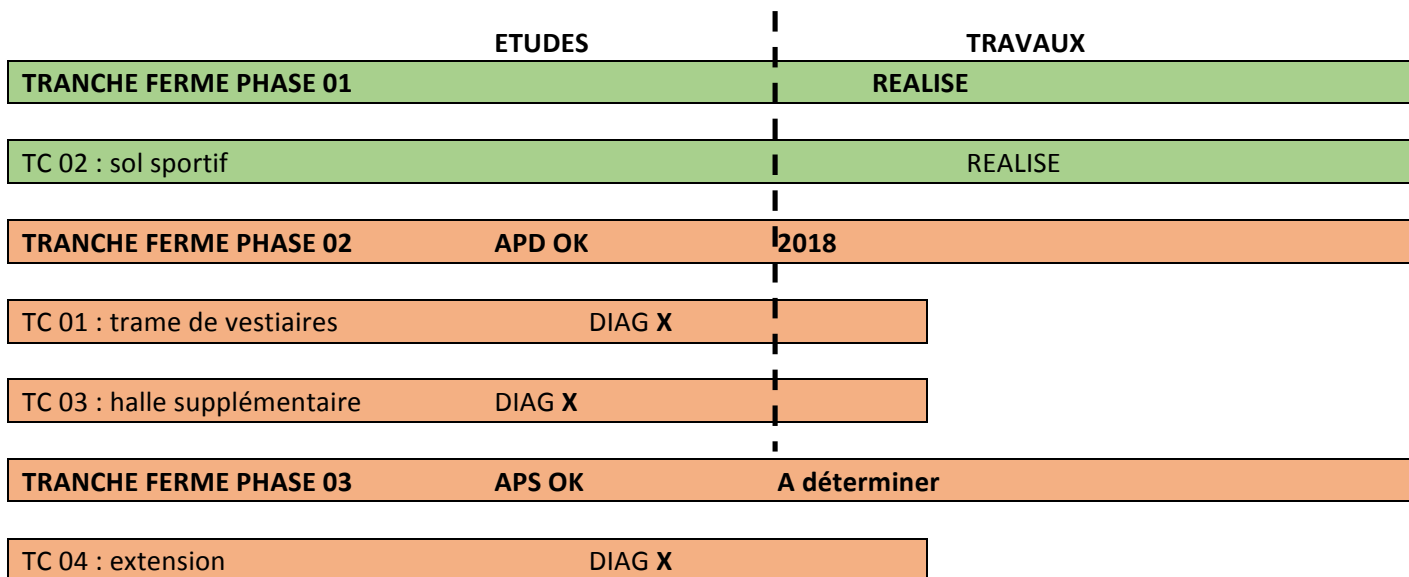 ETUDES TRAVAUX
TRANCHE FERME PHASE 01 REALISE
TC 02 : sol sportif REALISE
TRANCHE FERME PHASE 02 APD OK 2018
TC 01 : trame de vestiaires DIAG X
TC 03 : halle supplémentaire DIAG X
TRANCHE FERME PHASE 03 APS OK A déterminer
TC 04 : extension DIAG X